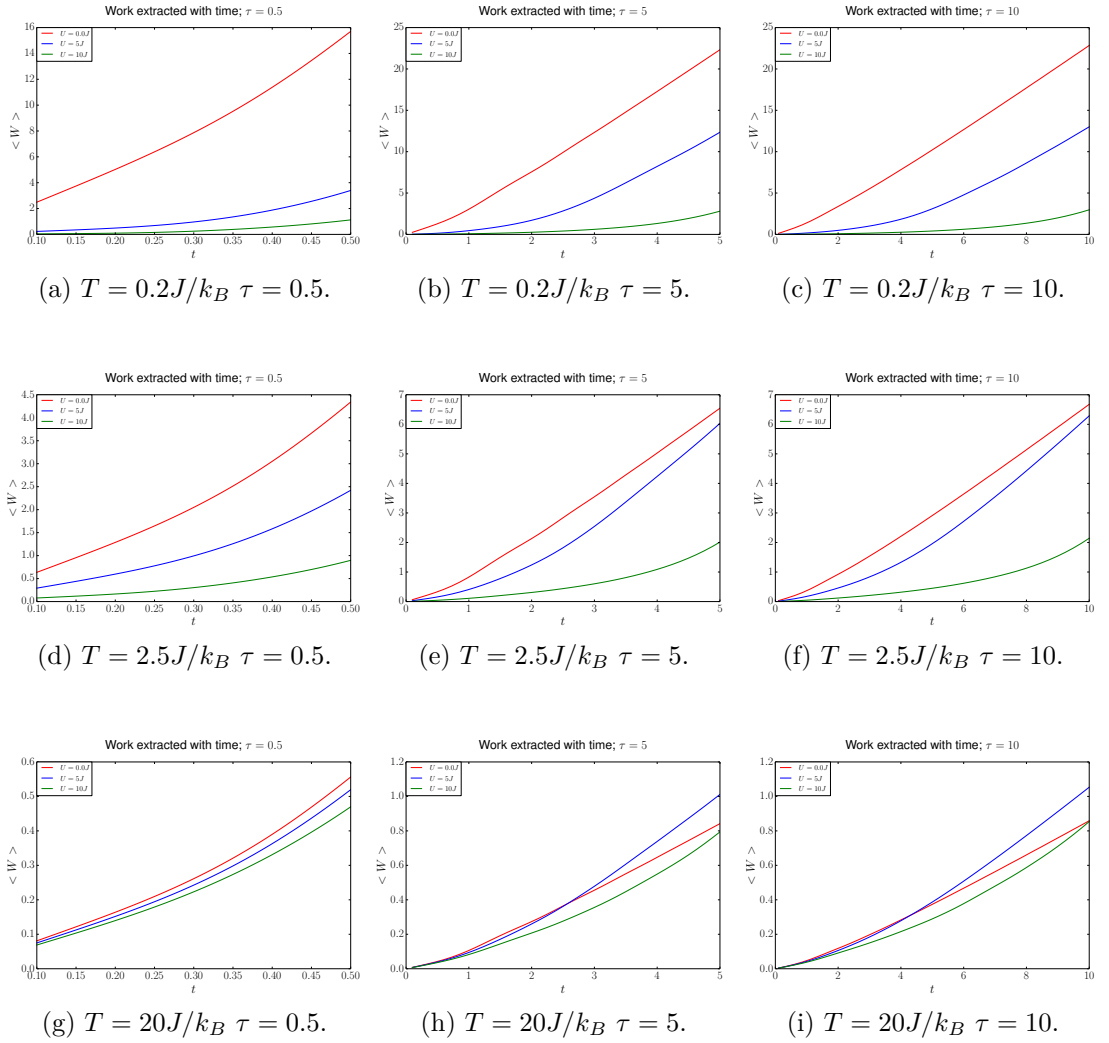 Work extracted with time; τ = 0.5
16
14
12
10
8
6
4
2
0
0.10 0.15 0.20 0.25 0.30 0.35 0.40 0.45 0.50
< W >
t
U = 0.0J
U = 5J
U = 10J
(a) T = 0.2J/k_B τ = 0.5.
Work extracted with time; τ = 5
25
20
15
10
5
0
0 1 2 3 4 5
< W >
t
U = 0.0J
U = 5J
U = 10J
(b) T = 0.2J/k_B τ = 5.
Work extracted with time; τ = 10
25
20
15
10
5
0
0 2 4 6 8 10
< W >
t
U = 0.0J
U = 5J
U = 10J
(c) T = 0.2J/k_B τ = 10.
Work extracted with time; τ = 0.5
4.5
4.0
3.5
3.0
2.5
2.0
1.5
1.0
0.5
0.0
0.10 0.15 0.20 0.25 0.30 0.35 0.40 0.45 0.50
< W >
t
U = 0.0J
U = 5J
U = 10J
(d) T = 2.5J/k_B τ = 0.5.
Work extracted with time; τ = 5
7
6
5
4
3
2
1
0
0 1 2 3 4 5
< W >
t
U = 0.0J
U = 5J
U = 10J
(e) T = 2.5J/k_B τ = 5.
Work extracted with time; τ = 10
7
6
5
4
3
2
1
0
0 2 4 6 8 10
< W >
t
U = 0.0J
U = 5J
U = 10J
(f) T = 2.5J/k_B τ = 10.
Work extracted with time; τ = 0.5
0.6
0.5
0.4
0.3
0.2
0.1
0.0
0.10 0.15 0.20 0.25 0.30 0.35 0.40 0.45 0.50
< W >
t
U = 0.0J
U = 5J
U = 10J
(g) T = 20J/k_B τ = 0.5.
Work extracted with time; τ = 5
1.2
1.0
0.8
0.6
0.4
0.2
0.0
0 1 2 3 4 5
< W >
t
U = 0.0J
U = 5J
U = 10J
(h) T = 20J/k_B τ = 5.
Work extracted with time; τ = 10
1.2
1.0
0.8
0.6
0.4
0.2
0.0
0 2 4 6 8 10
< W >
t
U = 0.0J
U = 5J
U = 10J
(i) T = 20J/k_B τ = 10.